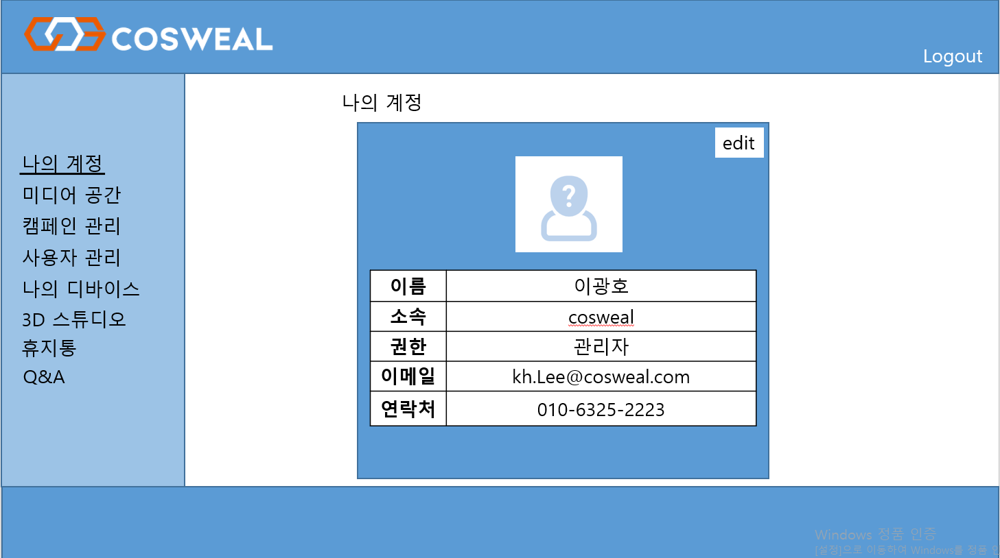 COSWEAL
Logout
나의 계정
미디어 공간
캠페인 관리
사용자 관리
나의 디바이스
3D 스튜디오
휴지통
Q&A
나의 계정
edit
?
이름 이광호
소속 cosweal
권한 관리자
이메일 kh.Lee@cosweal.com
연락처 010-6325-2223
Windows 정품 인증
[설정]으로 이동하여 Windows를 정품 인